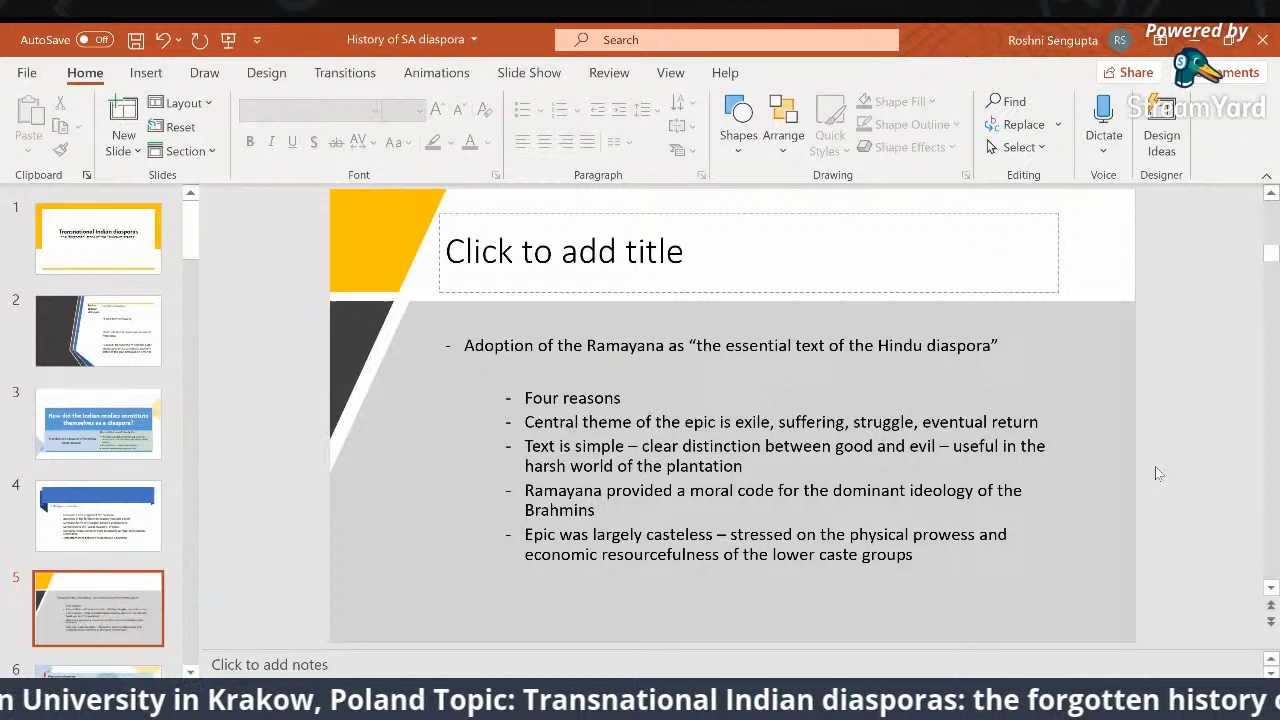 Powered by
StreamYard
AutoSave
Off
History of SA diaspora
Search
Roshni Sengupta
RS
File
Home
Insert
Draw
Design
Transitions
Animations
Slide Show
Review
View
Help
Share
Paste
Clipboard
New
Slide
Layout
Reset
Section
Slides
Font
Paragraph
Shapes
Arrange
Quick
Styles
Shape Fill
Shape Outline
Shape Effects
Drawing
Find
Replace
Select
Editing
Dictate
Voice
Design
Ideas
Designer
1
Transnational Indian diasporas
2
3
How did the Indian coolies constitute
themselves as a diaspora?
4
5
6
Click to add title
- Adoption of the Ramayana as “the essential text of the Hindu diaspora”
- Four reasons
- Central theme of the epic is exile, suffering, struggle, eventual return
- Text is simple – clear distinction between good and evil – useful in the
harsh world of the plantation
- Ramayana provided a moral code for the dominant ideology of the
Brahmins
- Epic was largely casteless – stressed on the physical prowess and
economic resourcefulness of the lower caste groups
Click to add notes
n University in Krakow, Poland Topic: Transnational Indian diasporas: the forgotten history